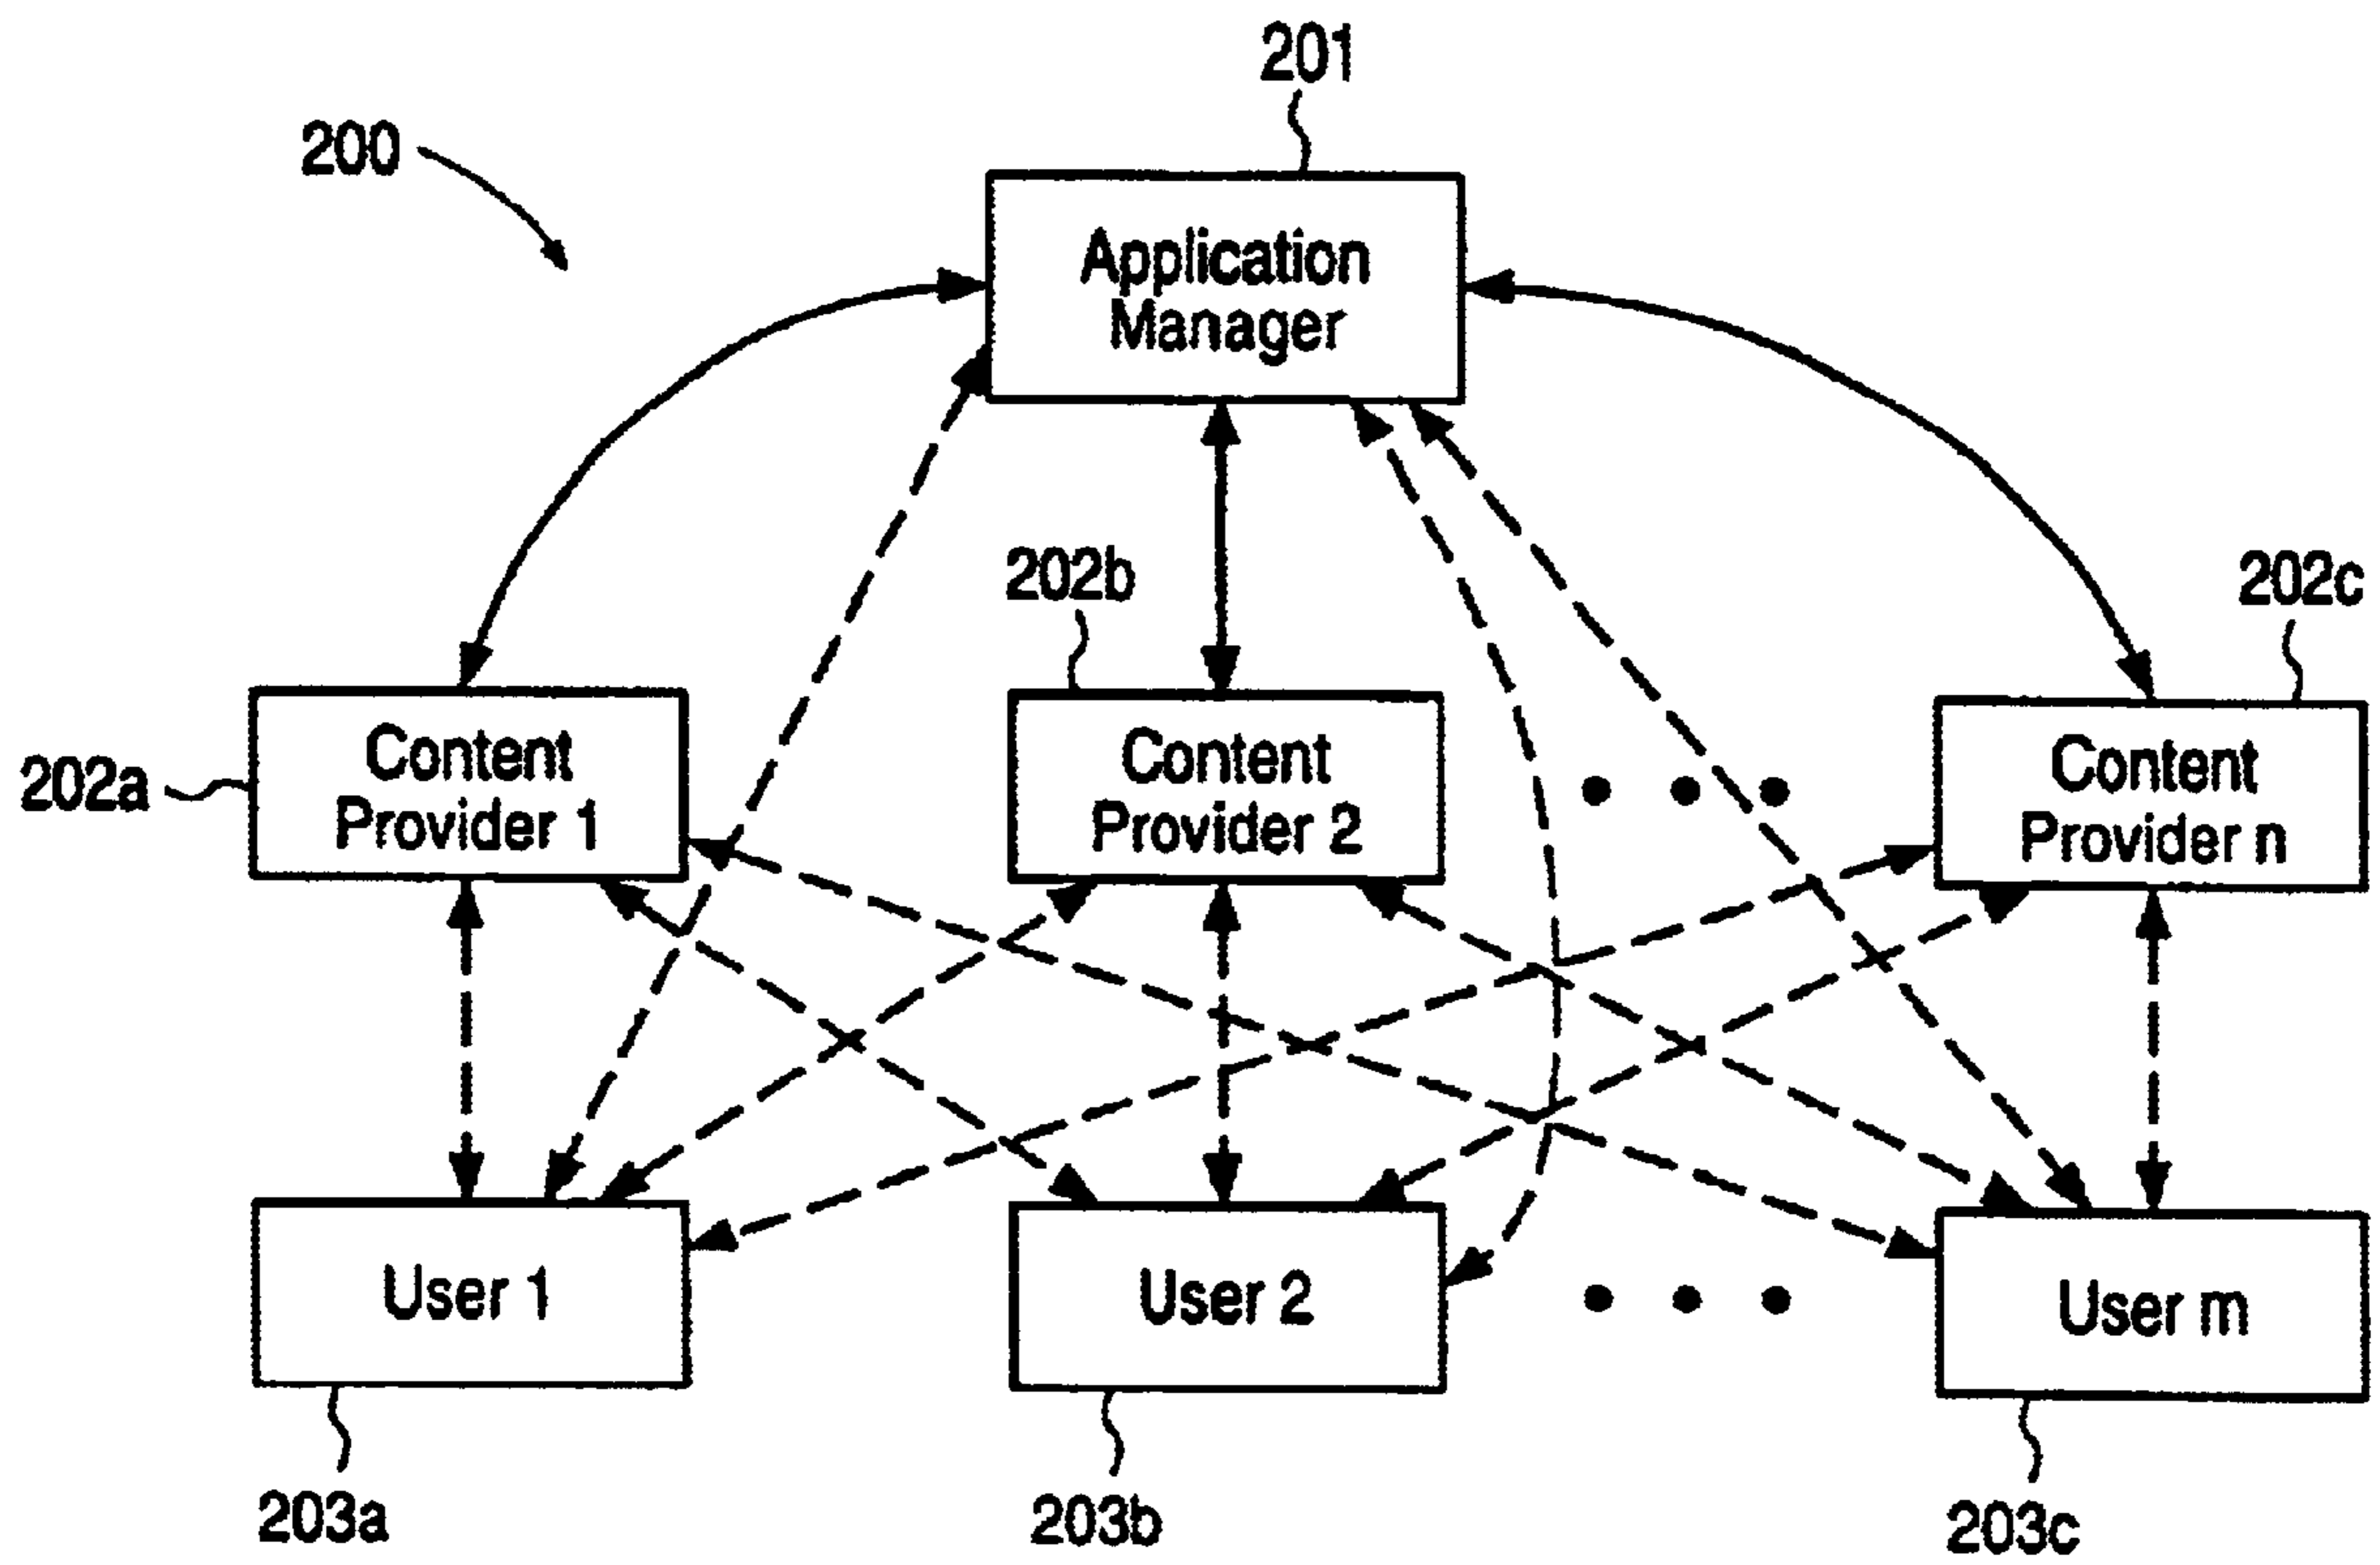 201
200
Application
Manager
202b
202c
Content
Provider 1
Content
Provider 2
Content
Provider n
202a
User 1
User 2
User m
203a
203b
203c